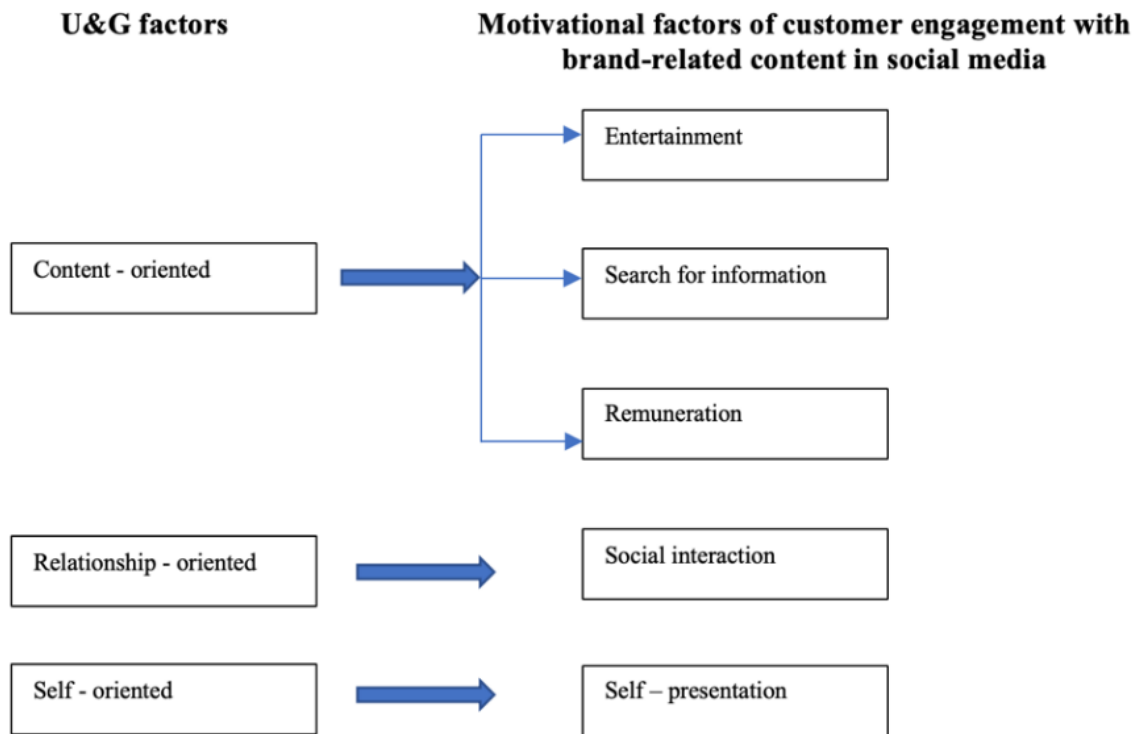 U&G factors
Motivational factors of customer engagement with
brand-related content in social media
Entertainment
Content - oriented
Search for information
Remuneration
Relationship - oriented
Social interaction
Self - oriented
Self – presentation